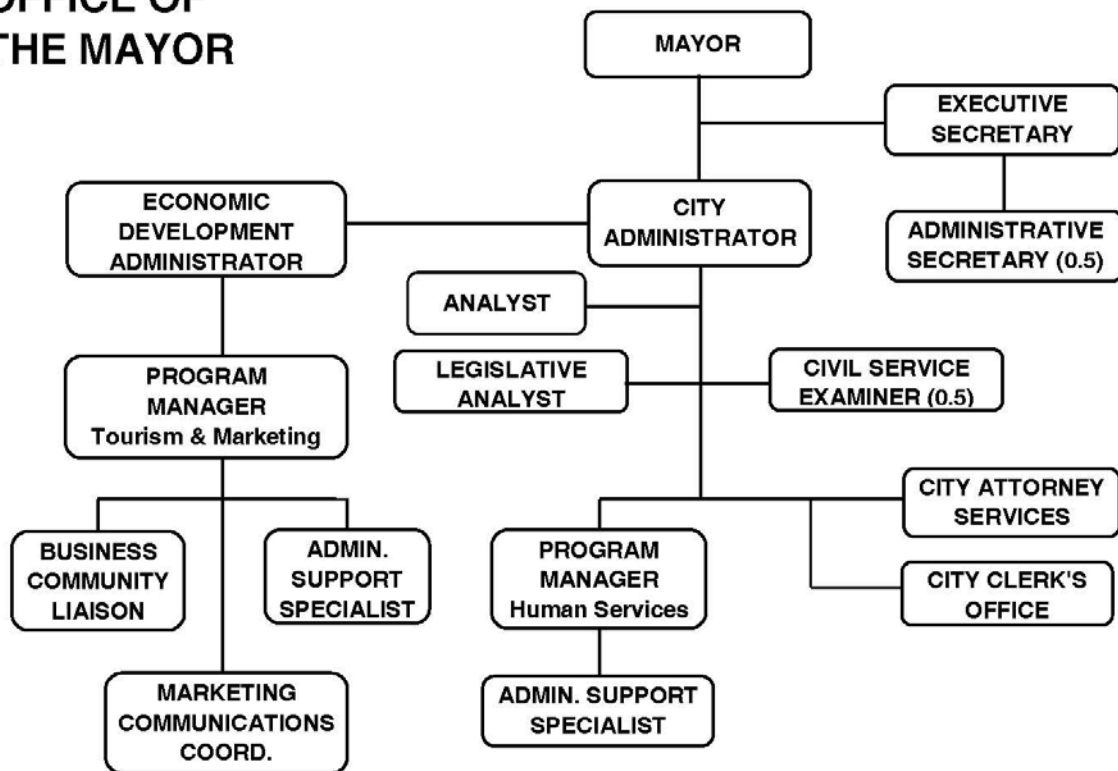 OFFICE OF
THE MAYOR
MAYOR
EXECUTIVE
SECRETARY
ADMINISTRATIVE
SECRETARY (0.5)
ECONOMIC
DEVELOPMENT
ADMINISTRATOR
CITY
ADMINISTRATOR
ANALYST
LEGISLATIVE
ANALYST
CIVIL SERVICE
EXAMINER (0.5)
PROGRAM
MANAGER
Tourism & Marketing
BUSINESS
COMMUNITY
LIAISON
ADMIN.
SUPPORT
SPECIALIST
MARKETING
COMMUNICATIONS
COORD.
PROGRAM
MANAGER
Human Services
ADMIN. SUPPORT
SPECIALIST
CITY ATTORNEY
SERVICES
CITY CLERK'S
OFFICE